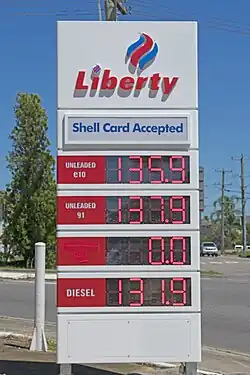 Liberty
Shell Card Accepted
UNLEADED
e10
135.9
UNLEADED
91
137.9
0.0
DIESEL
131.9